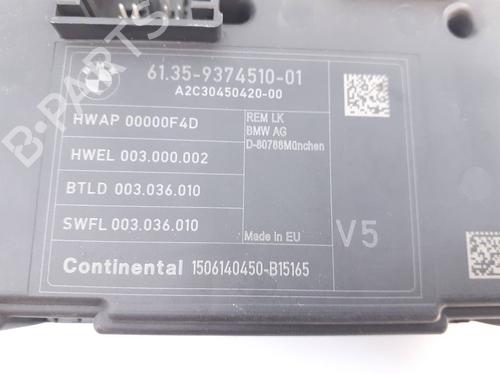 B-PARTS
61.35-9374510-01
A2C30450420-00
HWAP 00000F4D
HWEL 003.000.002
BTLD 003.036.010
SWFL 003.036.010
REM LK
BMW AG
D-80788München
Made in EU
V5
Continental 1506140450-B15165